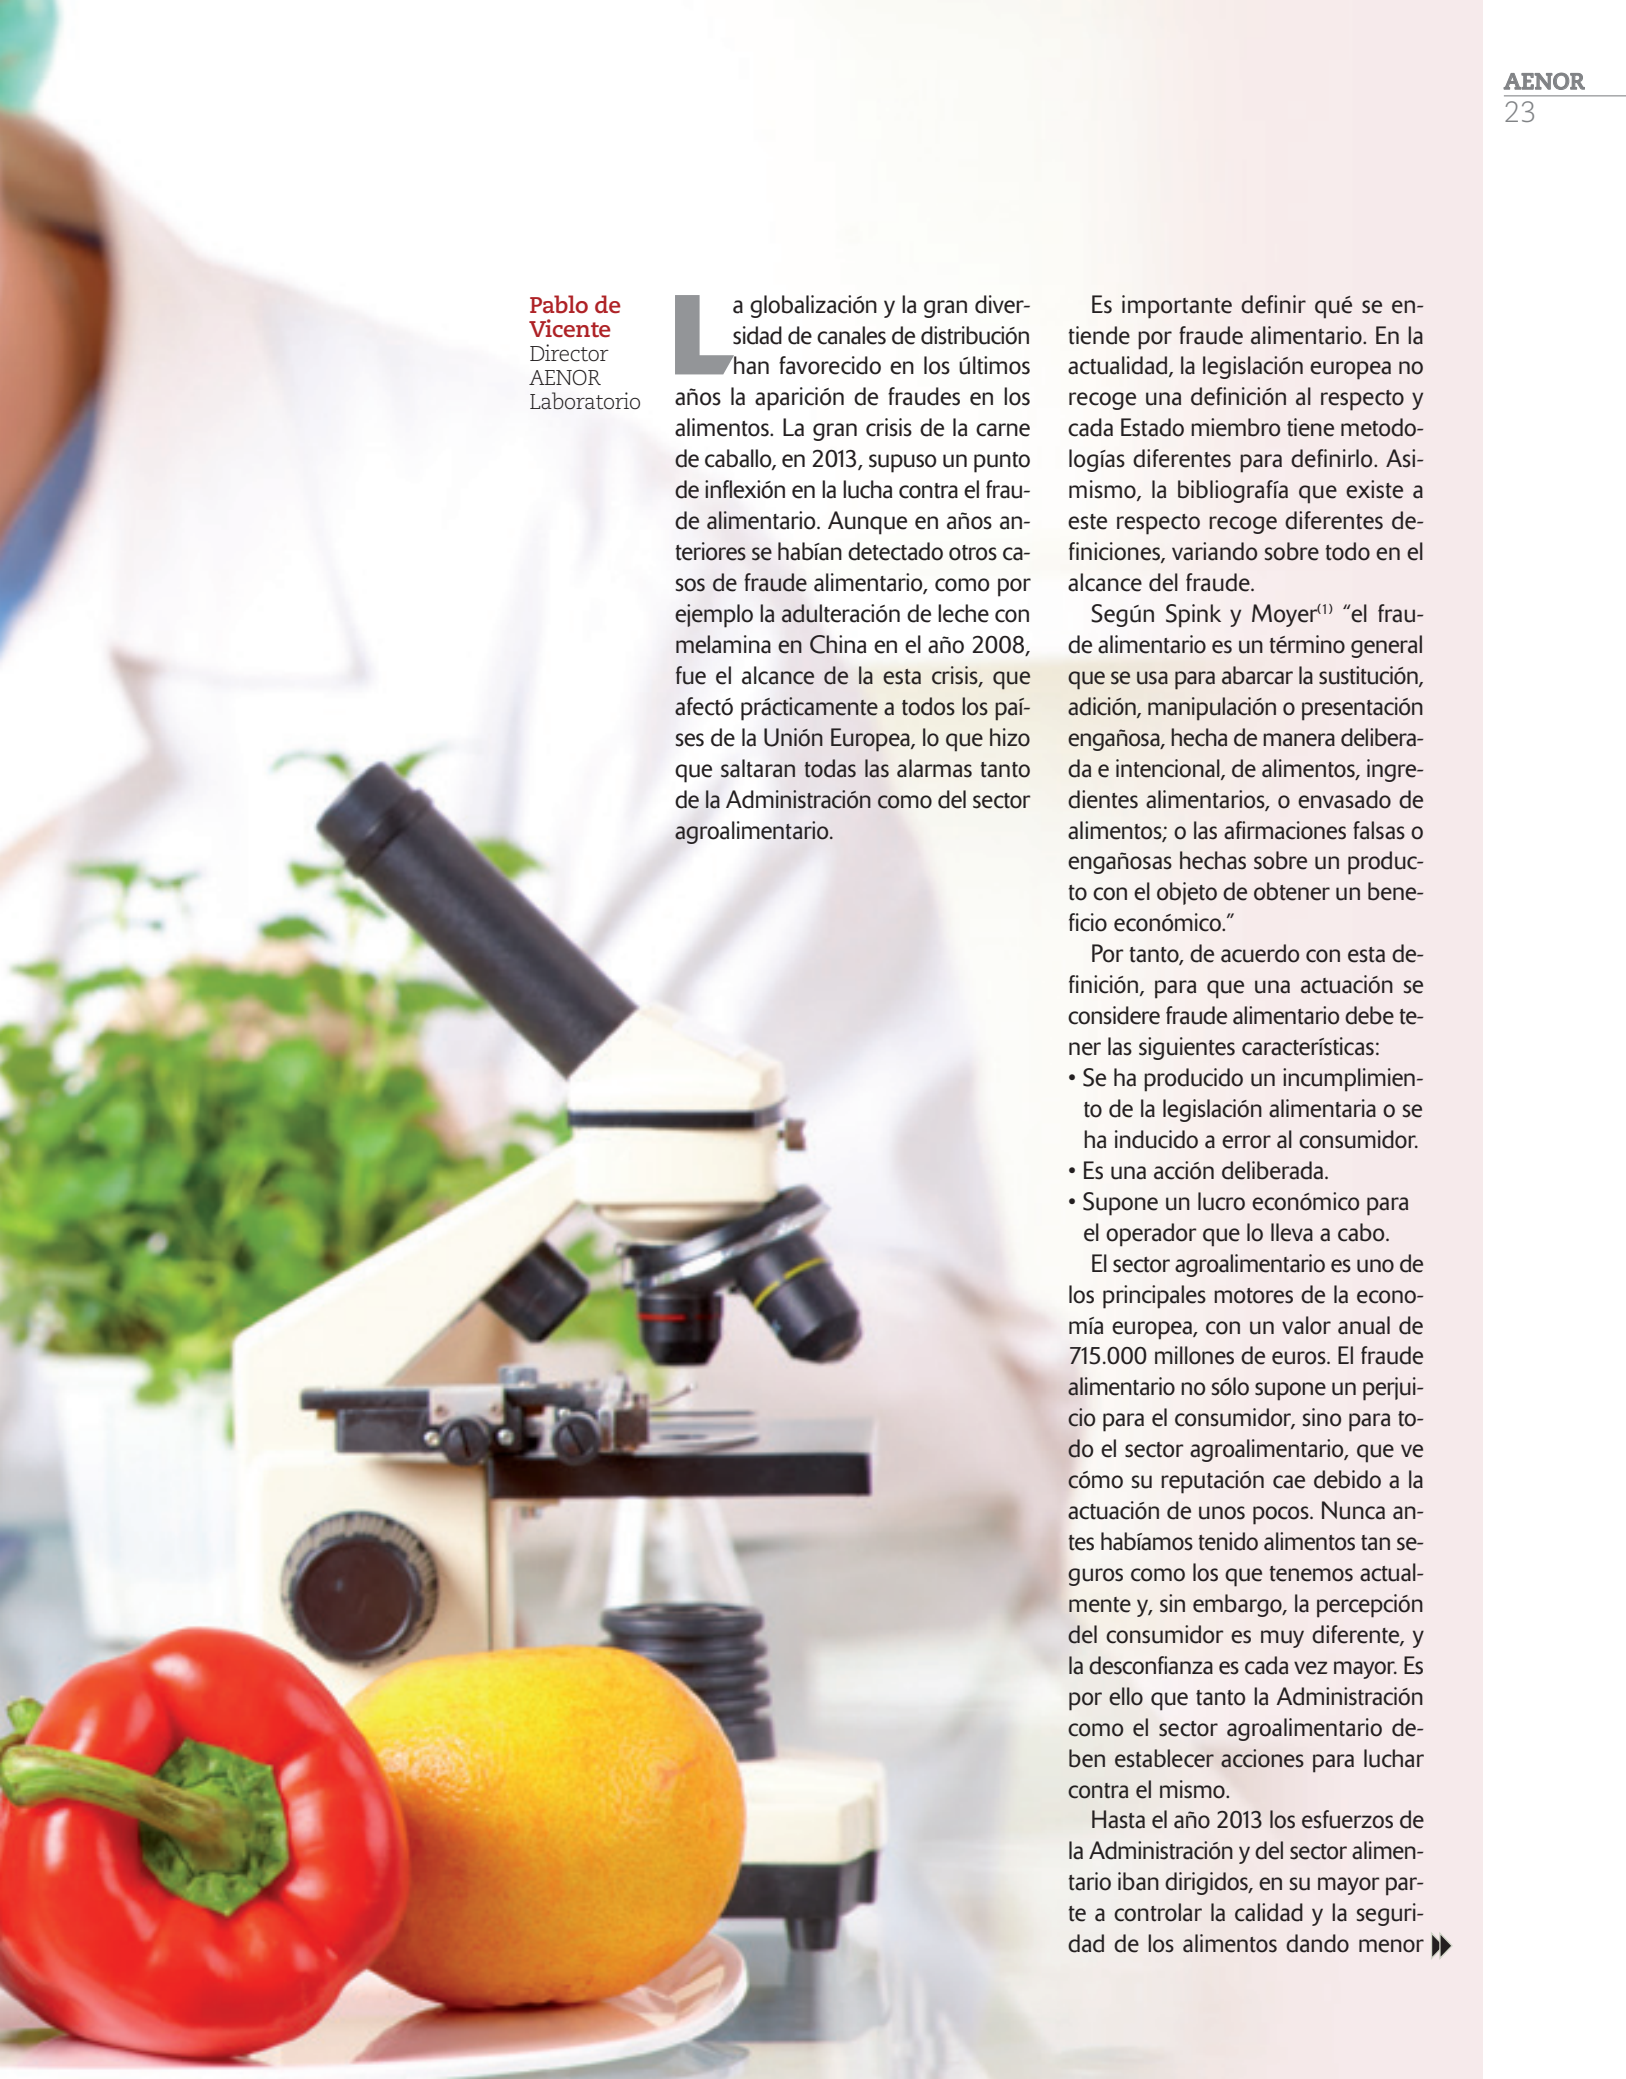 AENOR
23
Pablo de
Vicente
Director
AENOR
Laboratorio
La globalización y la gran diver-
sidad de canales de distribución
han favorecido en los últimos
años la aparición de fraudes en los
alimentos. La gran crisis de la carne
de caballo, en 2013, supuso un punto
de inflexión en la lucha contra el frau-
de alimentario. Aunque en años an-
teriores se habían detectado otros ca-
sos de fraude alimentario, como por
ejemplo la adulteración de leche con
melamina en China en el año 2008,
fue el alcance de la esta crisis, que
afectó prácticamente a todos los paí-
ses de la Unión Europea, lo que hizo
que saltaran todas las alarmas tanto
de la Administración como del sector
agroalimentario.
Es importante definir qué se en-
tiende por fraude alimentario. En la
actualidad, la legislación europea no
recoge una definición al respecto y
cada Estado miembro tiene metodo-
logías diferentes para definirlo. Asi-
mismo, la bibliografía que existe a
este respecto recoge diferentes de-
finiciones, variando sobre todo en el
alcance del fraude.
Según Spink y Moyer(1) “el frau-
de alimentario es un término general
que se usa para abarcar la sustitución,
adición, manipulación o presentación
engañosa, hecha de manera delibera-
da e intencional, de alimentos, ingre-
dientes alimentarios, o envasado de
alimentos; o las afirmaciones falsas o
engañosas hechas sobre un produc-
to con el objeto de obtener un bene-
ficio económico.”
Por tanto, de acuerdo con esta de-
finición, para que una actuación se
considere fraude alimentario debe te-
ner las siguientes características:
• Se ha producido un incumplimien-
to de la legislación alimentaria o se
ha inducido a error al consumidor.
• Es una acción deliberada.
• Supone un lucro económico para
el operador que lo lleva a cabo.
El sector agroalimentario es uno de
los principales motores de la econo-
mía europea, con un valor anual de
715.000 millones de euros. El fraude
alimentario no sólo supone un perjui-
cio para el consumidor, sino para to-
do el sector agroalimentario, que ve
cómo su reputación cae debido a la
actuación de unos pocos. Nunca an-
tes habíamos tenido alimentos tan se-
guros como los que tenemos actual-
mente y, sin embargo, la percepción
del consumidor es muy diferente, y
la desconfianza es cada vez mayor. Es
por ello que tanto la Administración
como el sector agroalimentario de-
ben establecer acciones para luchar
contra el mismo.
Hasta el año 2013 los esfuerzos de
la Administración y del sector alimen-
tario iban dirigidos, en su mayor par-
te a controlar la calidad y la seguri-
dad de los alimentos dando menor